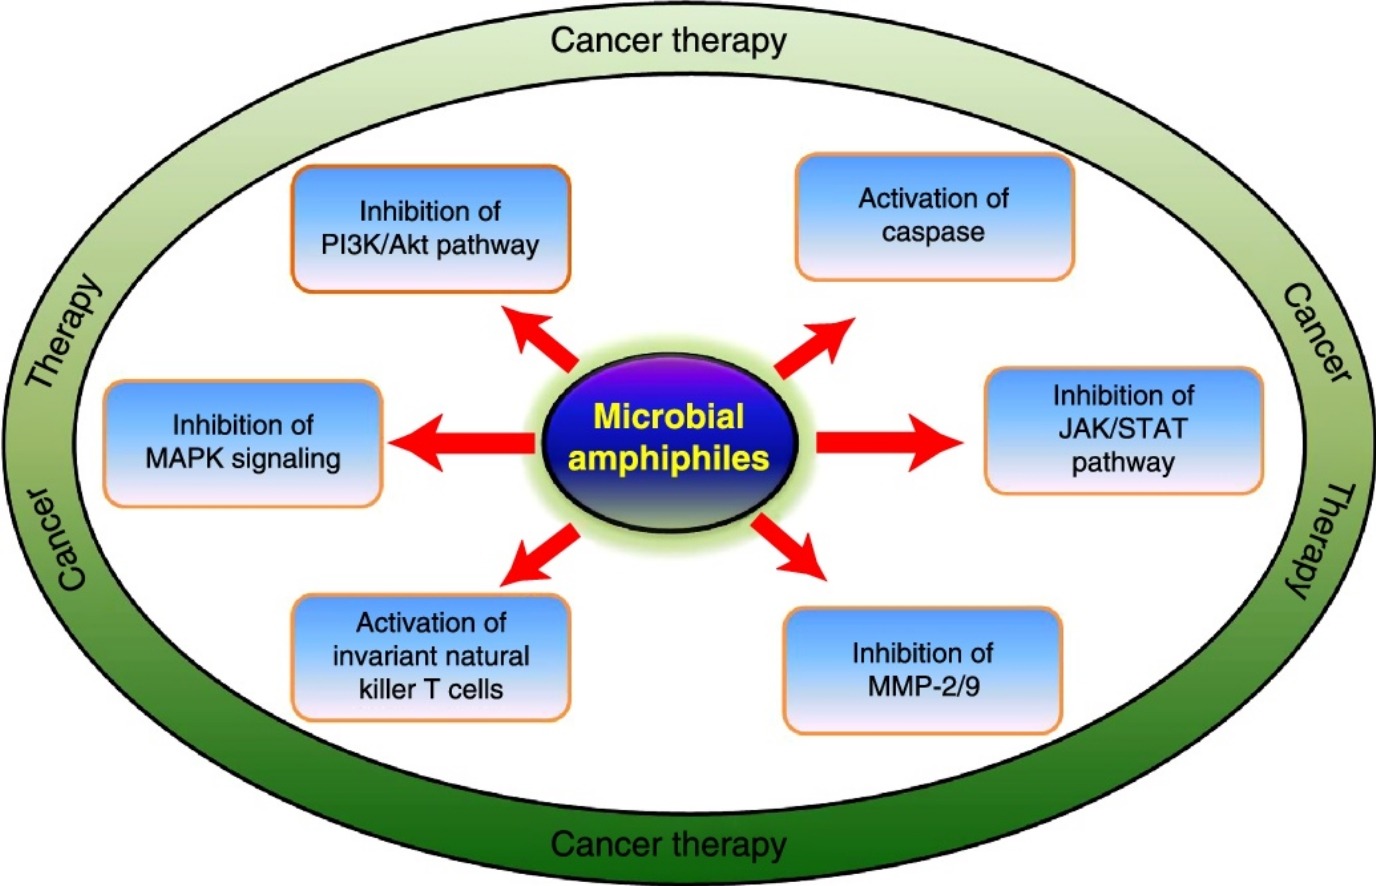 Cancer therapy
Inhibition of
PI3K/Akt pathway
Activation of
caspase
Therapy
Cancer
Inhibition of
MAPK signaling
Microbial
amphiphiles
Inhibition of
JAK/STAT
pathway
Cancer
Therapy
Activation of
invariant natural
killer T cells
Inhibition of
MMP-2/9
Cancer therapy